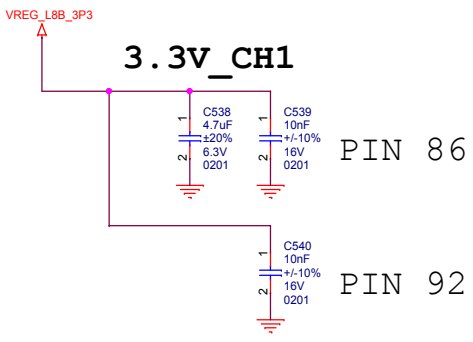 VREG_L8B_3P3
3.3V_CH1
1
2
C538
4.7uF
±20%
6.3V
0201
1
2
C539
10nF
+/-10%
16V
0201
PIN 86
1
2
C540
10nF
+/-10%
16V
0201
PIN 92